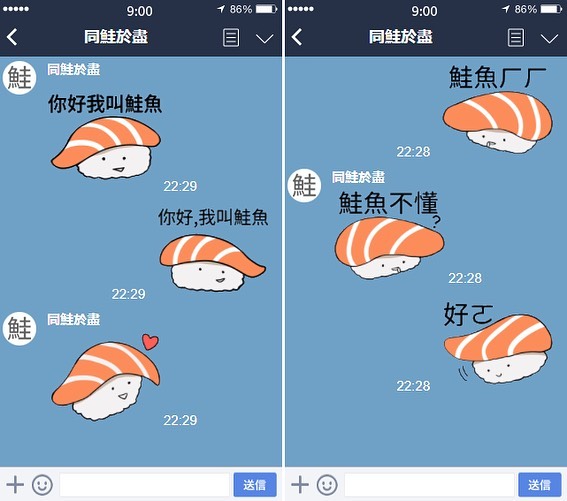 9:00
86%
同鮭於盡
鮭
同鮭於盡
你好我叫鮭魚
22:29
你好,我叫鮭魚
22:29
鮭
同鮭於盡
22:29
送信
9:00
86%
同鮭於盡
鮭魚ㄏㄏ
22:28
鮭
同鮭於盡
鮭魚不懂
?
22:28
好ㄛ
22:28
送信